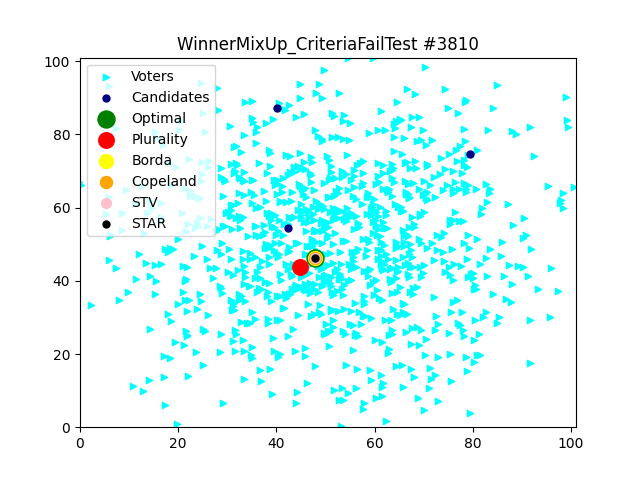 WinnerMixUp_CriteriaFailTest #3810
100
80
60
40
20
0
Voters
Candidates
Optimal
Plurality
Borda
Copeland
STV
STAR
0 20 40 60 80 100